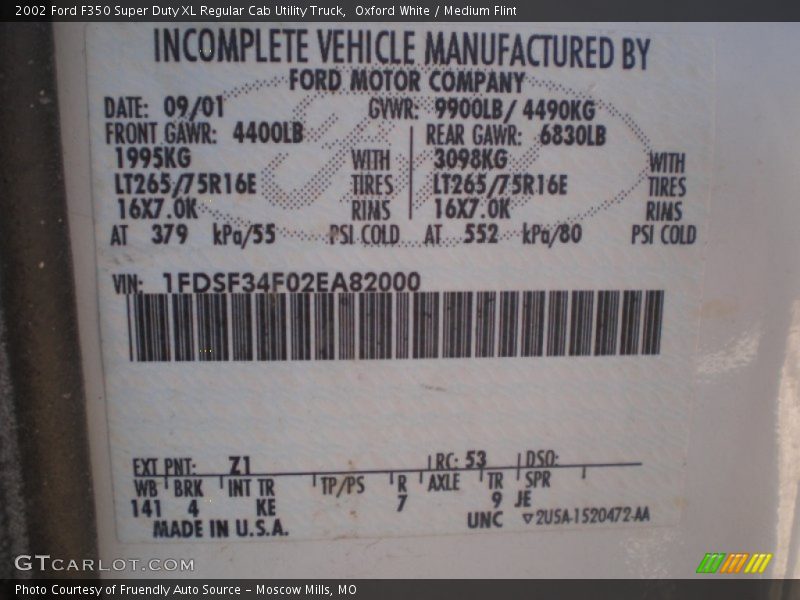 2002 Ford F350 Super Duty XL Regular Cab Utility Truck, Oxford White / Medium Flint
INCOMPLETE VEHICLE MANUFACTURED BY
FORD MOTOR COMPANY
DATE: 09/01 GVWR: 9900LB/ 4490KG
FRONT GAWR: 4400LB REAR GAWR: 6830LB
1995KG WITH 3098KG WITH
LT265/75R16E TIRES LT265/75R16E TIRES
16X7.0K RIMS 16X7.0K RIMS
AT 379 kPa/55 PSI COLD AT 552 kPa/80 PSI COLD
VIN: 1FDSF34F02EA82000
EXT PNT: Z1 RC: 53 DSO:
WB BRK INT TR TP/PS R AXLE TR SPR
141 4 KE 7 9 JE
MADE IN U.S.A. UNC ▽2U5A-1520472-AA
GTCARLOT.COM
Photo Courtesy of Fruendly Auto Source – Moscow Mills, MO